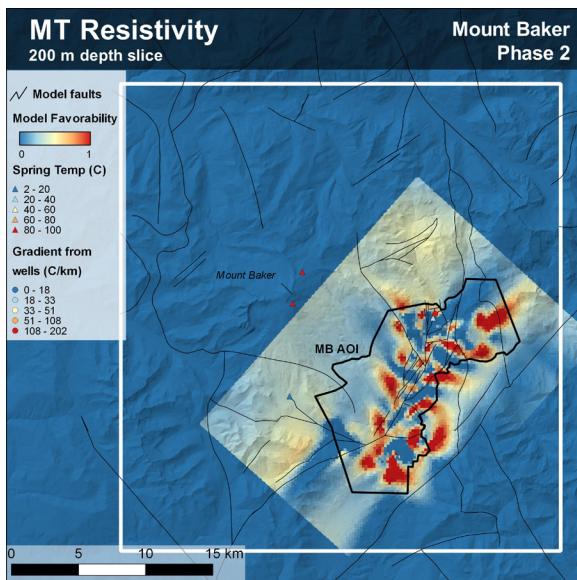 MT Resistivity
200 m depth slice
Mount Baker
Phase 2
Model faults
Model Favorability
0 1
Spring Temp (C)
2 - 20
20 - 40
40 - 60
60 - 80
80 - 100
Gradient from
wells (C/km)
0 - 18
18 - 33
33 - 51
51 - 108
108 - 202
Mount Baker
MB AOI
0 5 10 15 km